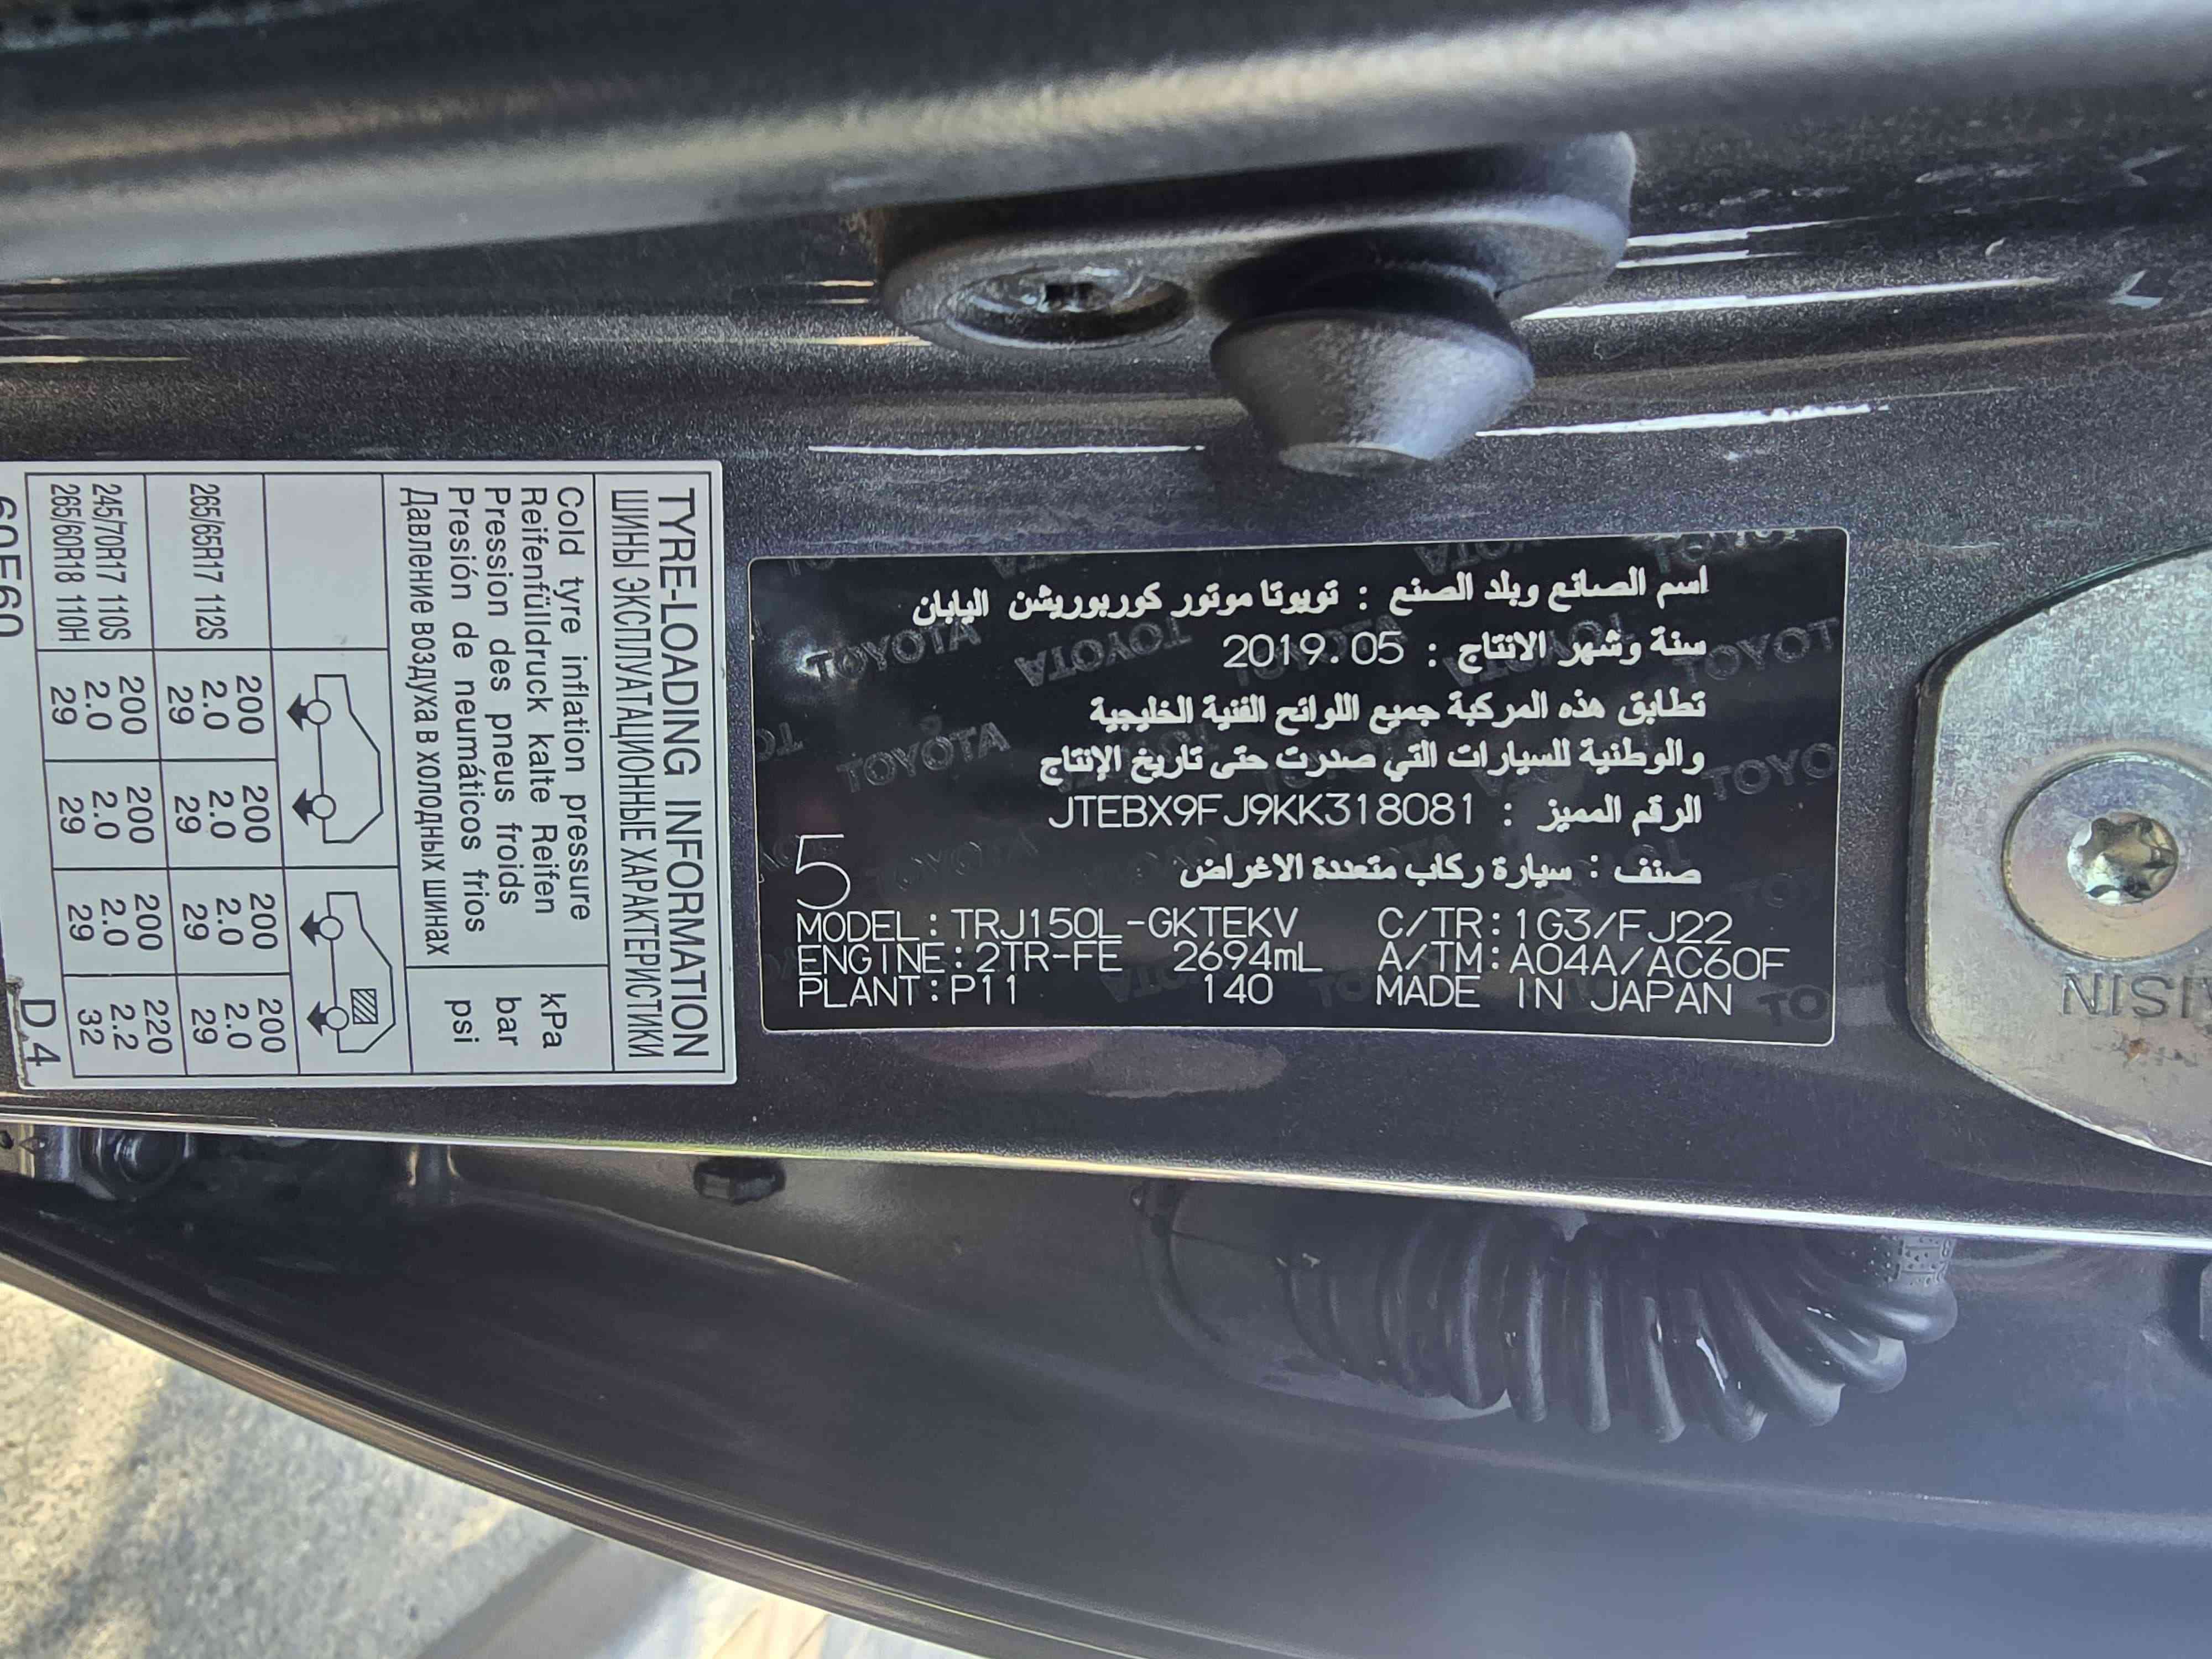 اسم الصانع وبلد الصنع : تويوتا موتور كوربوريشن اليابان
سنة وشهر الانتاج : 2019.05
تطابق هذه المركبة جميع اللوائح الفنية الخليجية
والوطنية للسيارات التي صدرت حتى تاريخ الإنتاج
الرقم المميز : JTEBX9FJ9KK318081
صنف : سيارة ركاب متعددة الاغراض
5
MODEL:TRJ150L-GKTEKV C/TR:1G3/FJ22
ENGINE:2TR-FE 2694mL A/TM:A04A/AC60F
PLANT:P11 140 MADE IN JAPAN
TYRE-LOADING INFORMATION
ШИНЫ ЭКСПЛУАТАЦИОННЫЕ ХАРАКТЕРИСТИКИ
Cold tyre inflation pressure
Reifenfülldruck kalte Reifen kPa
Pression des pneus froids bar
Presión de neumáticos frios psi
Давление воздуха в холодных шинах
200 200 200 200
265/65R17 112S 2.0 2.0 2.0 2.0
29 29 29 29
200 200 200 220
245/70R17 110S 2.0 2.0 2.0 2.2
265/60R18 110H 29 29 29 32
D.4
AISIN
TOYOTA